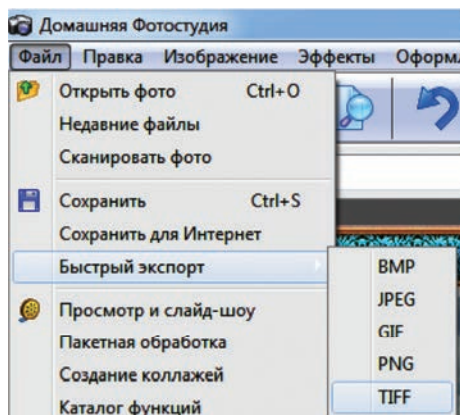 Домашняя Фотостудия
Файл Правка Изображение Эффекты Оформл
Открыть фото Ctrl+O
Недавние файлы
Сканировать фото
Сохранить Ctrl+S
Сохранить для Интернет
Быстрый экспорт
BMP
JPEG
GIF
PNG
TIFF
Просмотр и слайд-шоу
Пакетная обработка
Создание коллажей
Каталог функций